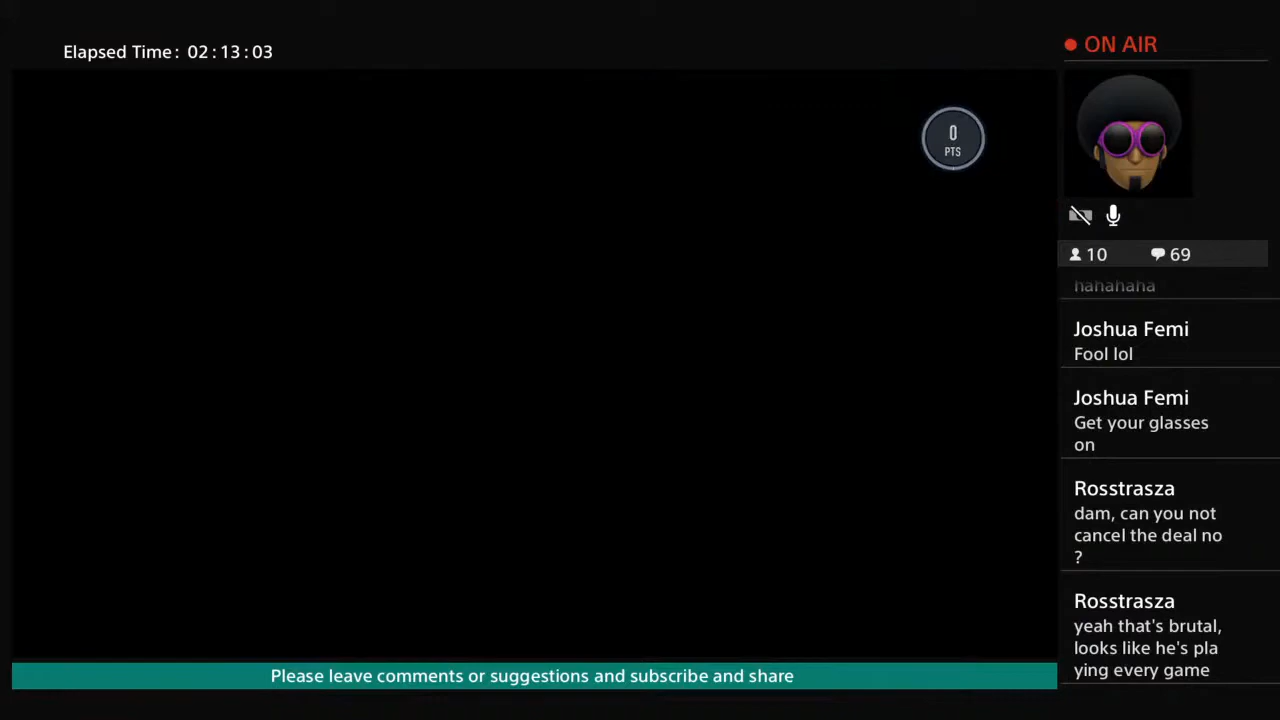 Elapsed Time: 02:13:03
ON AIR
0
PTS
10 69
hahahaha
Joshua Femi
Fool lol
Joshua Femi
Get your glasses
on
Rosstrasza
dam, can you not
cancel the deal no
?
Rosstrasza
yeah that's brutal,
looks like he's pla
ying every game
Please leave comments or suggestions and subscribe and share